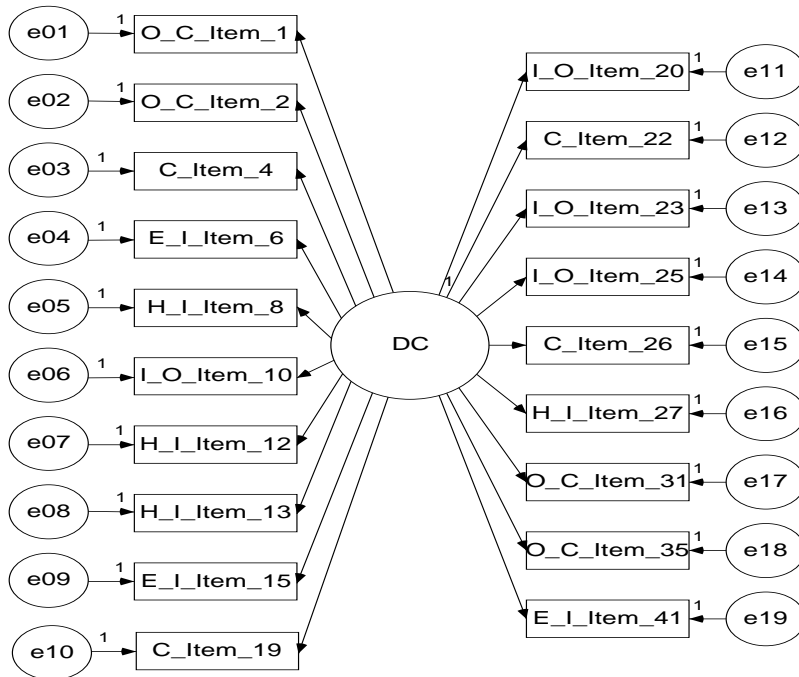 e01 1 O_C_Item_1
e02 1 O_C_Item_2
e03 1 C_Item_4
e04 1 E_I_Item_6
e05 1 H_I_Item_8
e06 1 I_O_Item_10
e07 1 H_I_Item_12
e08 1 H_I_Item_13
e09 1 E_I_Item_15
e10 1 C_Item_19
DC
1
I_O_Item_20 1 e11
C_Item_22 1 e12
I_O_Item_23 1 e13
I_O_Item_25 1 e14
C_Item_26 1 e15
H_I_Item_27 1 e16
O_C_Item_31 1 e17
O_C_Item_35 1 e18
E_I_Item_41 1 e19